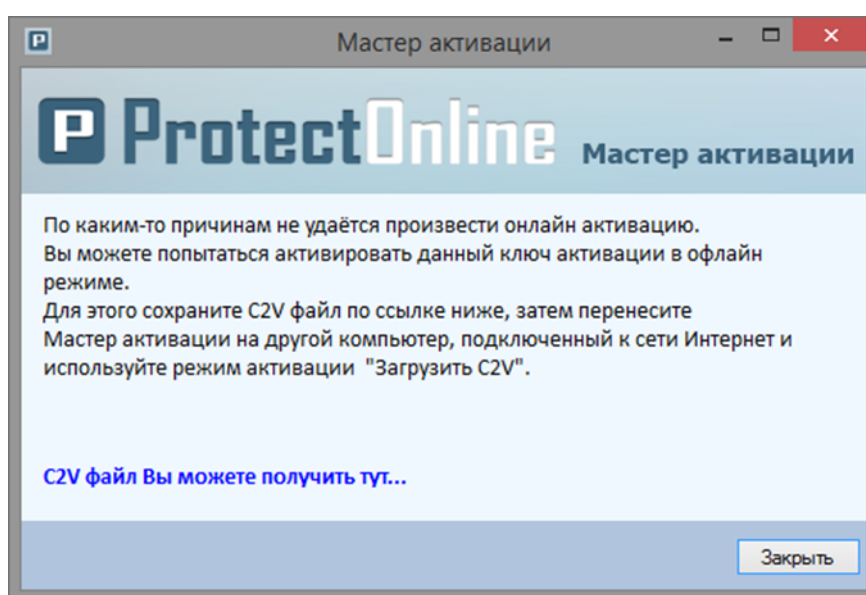 Мастер активации
P ProtectOnline Мастер активации
По каким-то причинам не удаётся произвести онлайн активацию.
Вы можете попытаться активировать данный ключ активации в офлайн
режиме.
Для этого сохраните C2V файл по ссылке ниже, затем перенесите
Мастер активации на другой компьютер, подключенный к сети Интернет и
используйте режим активации "Загрузить C2V".
C2V файл Вы можете получить тут...
Закрыть